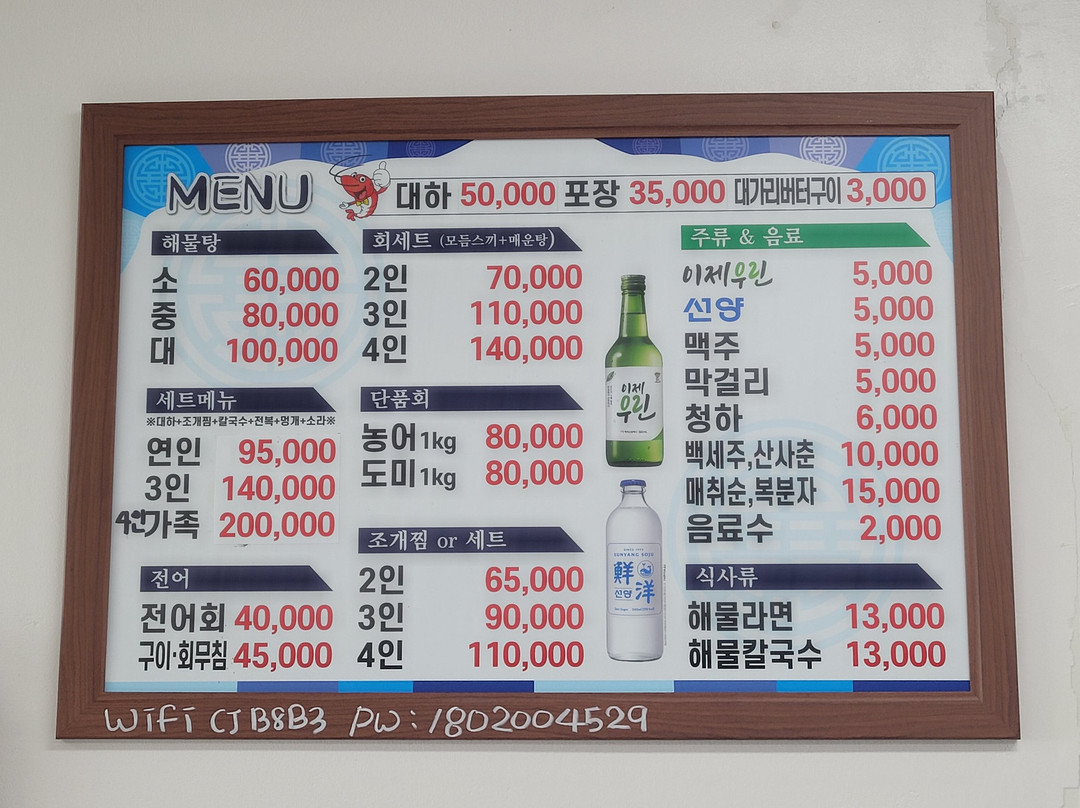 MENU
대하 50,000 포장 35,000 대가리버터구이 3,000
해물탕
소 60,000
중 80,000
대 100,000
세트메뉴
※대하+조개찜+칼국수+전복+멍개+소라※
연인 95,000
3인 140,000
4인가족 200,000
전어
전어회 40,000
구이·회무침 45,000
회세트 (모듬스끼+매운탕)
2인 70,000
3인 110,000
4인 140,000
단품회
농어 1kg 80,000
도미 1kg 80,000
조개찜 or 세트
2인 65,000
3인 90,000
4인 110,000
이제
우린
SUNYANG SOJU
鮮
선양 洋
주류 & 음료
이제우린 5,000
선양 5,000
맥주 5,000
막걸리 5,000
청하 6,000
백세주,산사춘 10,000
매취순,복분자 15,000
음료수 2,000
식사류
해물라면 13,000
해물칼국수 13,000
WiFi CJ B8B3 PW : 1802004529